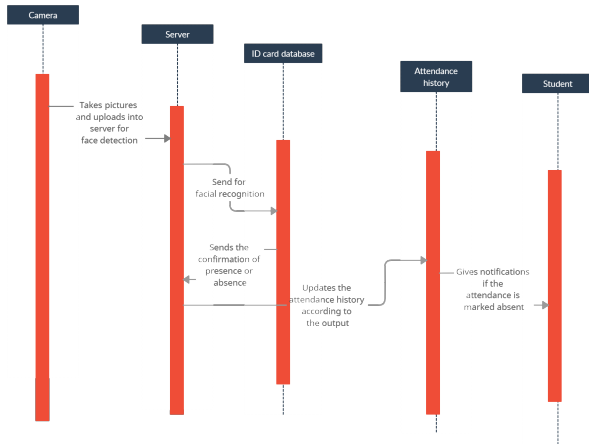 Camera
Server
ID card database
Attendance
history
Student
Takes pictures
and uploads into
server for
face detection
Send for
facial recognition
Sends the
confirmation of
presence or
absence
Updates the
attendance history
according to
the output
Gives notifications
if the
attendance is
marked absent